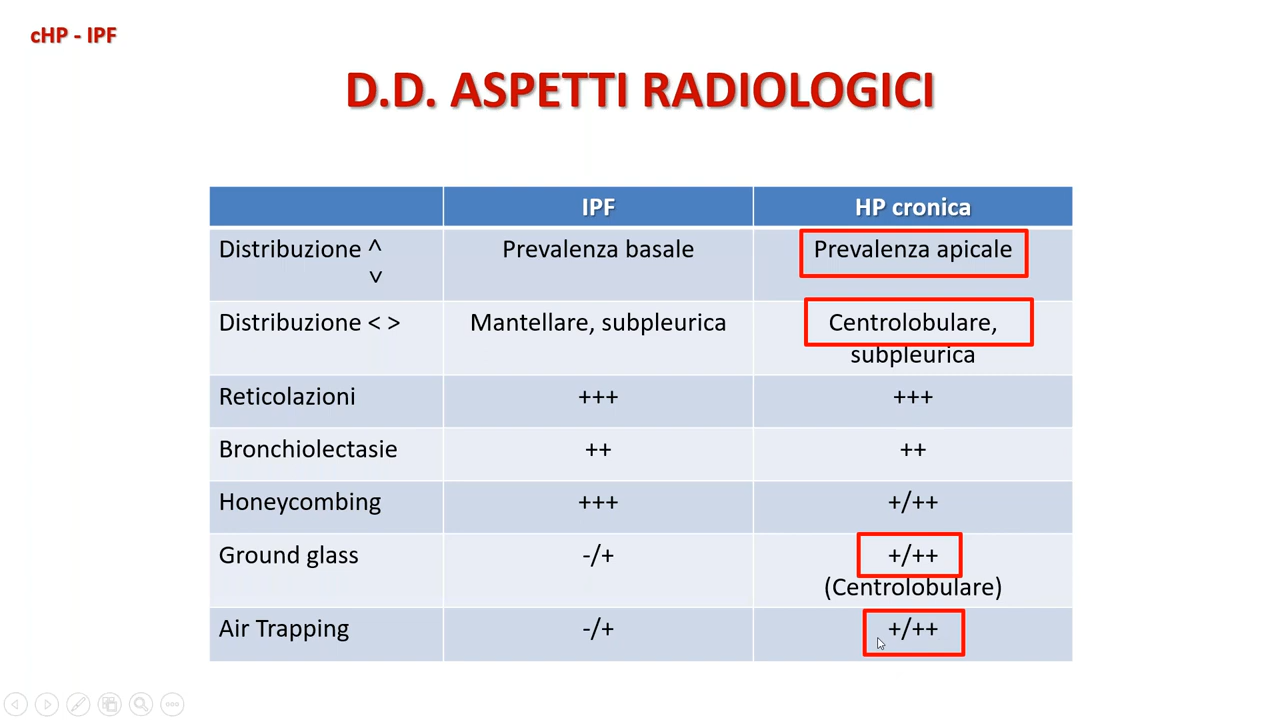 cHP - IPF
D.D. ASPETTI RADIOLOGICI
IPF HP cronica
Distribuzione ^ Prevalenza basale Prevalenza apicale
v
Distribuzione < > Mantellare, subpleurica Centrolobulare,
subpleurica
Reticolazioni +++ +++
Bronchiolectasie ++ ++
Honeycombing +++ +/++
Ground glass -/+ +/++
(Centrolobulare)
Air Trapping -/+ +/++